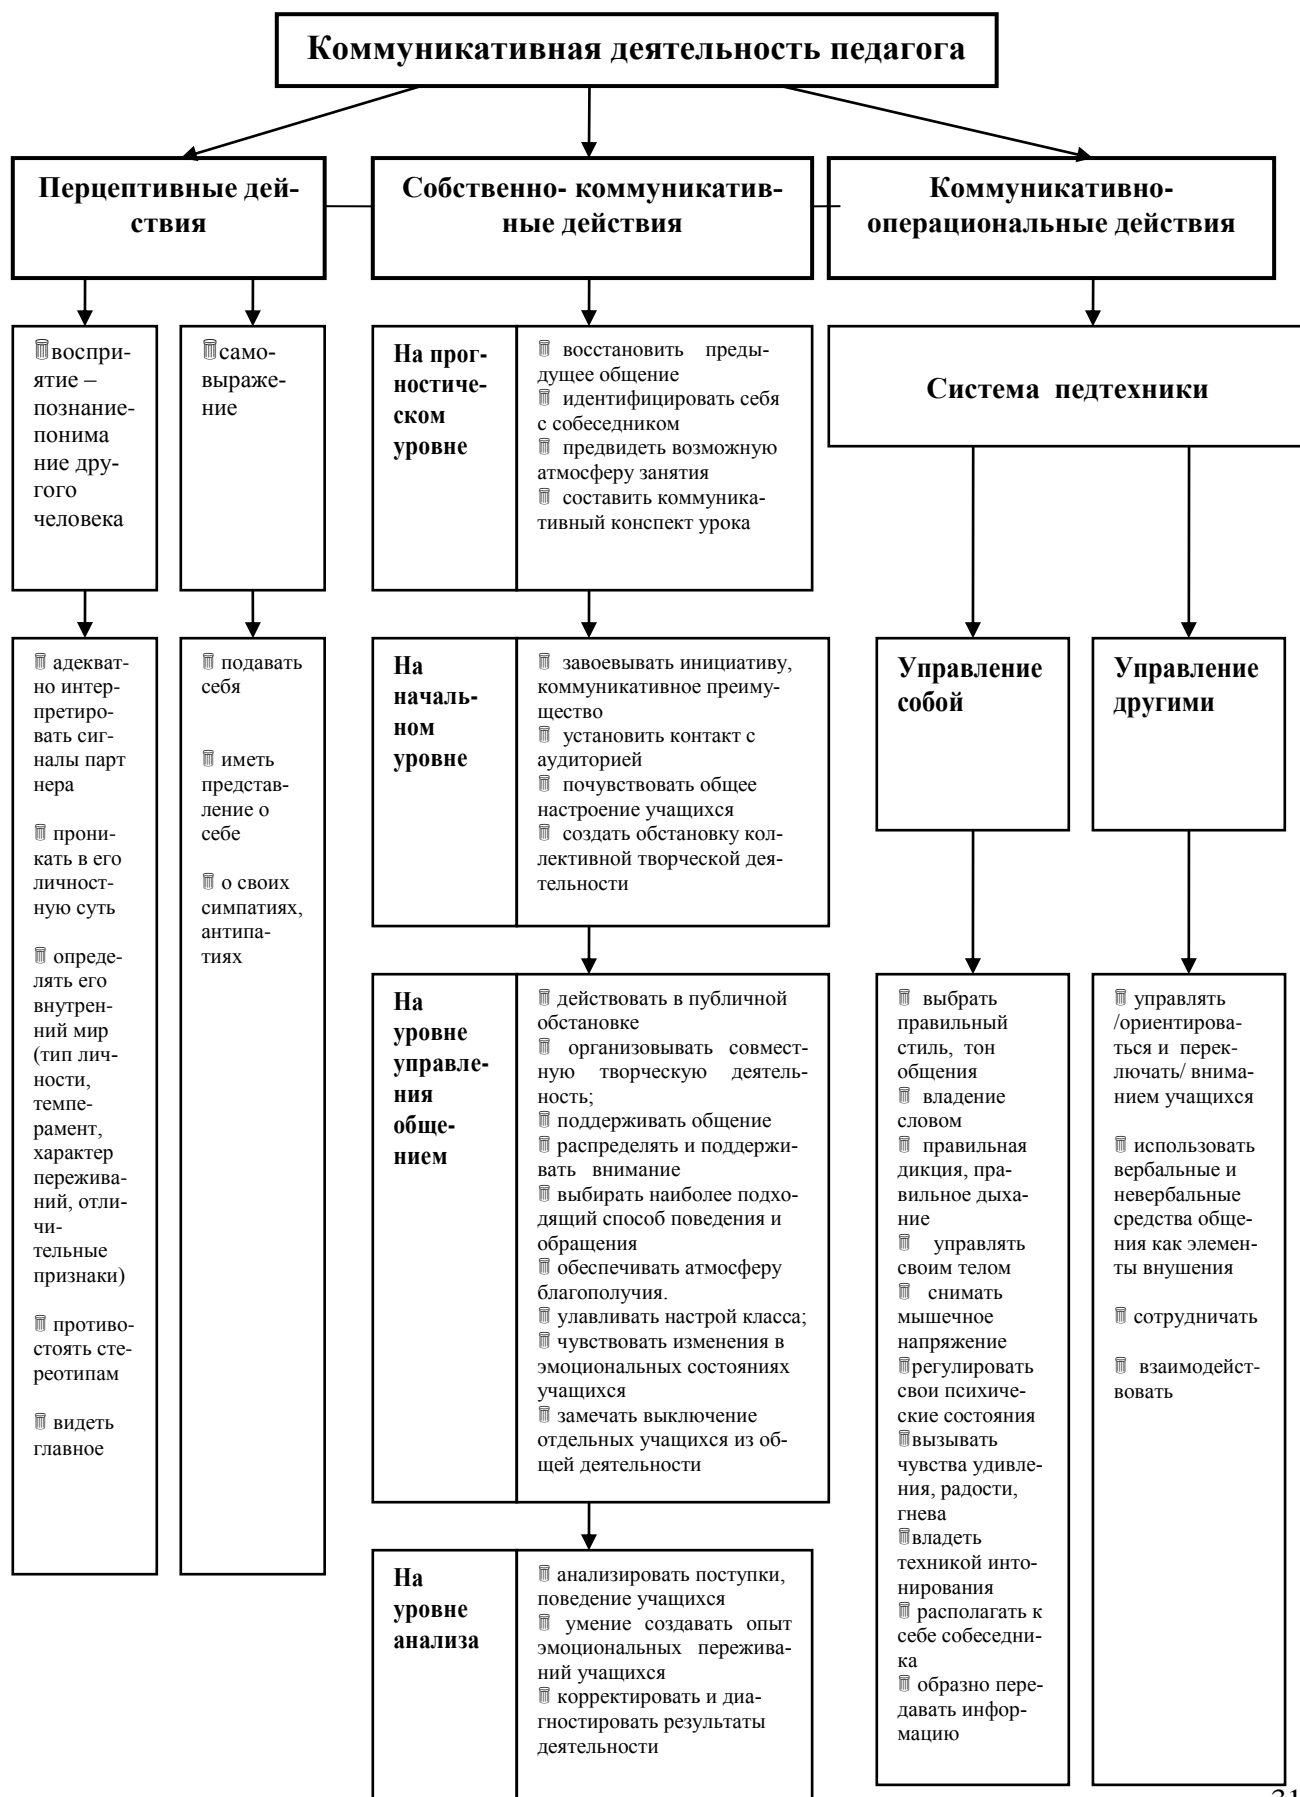 Коммуникативная деятельность педагога
Перцептивные дей-
ствия
Собственно- коммуникатив-
ные действия
Коммуникативно-
операциональные действия
воспри-
ятие –
познание-
понима
ние дру-
гого
человека
само-
выраже-
ние
На прог-
ностиче-
ском
уровне
восстановить преды-
дущее общение
идентифицировать себя
с собеседником
предвидеть возможную
атмосферу занятия
составить коммуника-
тивный конспект урока
Система педтехники
адекват-
но интер-
претиро-
вать сиг-
налы парт
нера
прони-
кать в его
личност-
ную суть
опреде-
лять его
внутрен-
ний мир
(тип лич-
ности,
темпе-
рамент,
характер
пережива-
ний, отли-
чи-
тельные
признаки)
противо-
стоять сте-
реотипам
видеть
главное
подавать
себя
иметь
представ-
ление о
себе
о своих
симпатиях,
антипа-
тиях
На
началь-
ном
уровне
завоевывать инициативу,
коммуникативное преиму-
щество
установить контакт с
аудиторией
почувствовать общее
настроение учащихся
создать обстановку кол-
лективной творческой дея-
тельности
На
уровне
управле-
ния
обще-
нием
действовать в публичной
обстановке
организовывать совмест-
ную творческую деятель-
ность;
поддерживать общение
распределять и поддержи-
вать внимание
выбирать наиболее подхо-
дящий способ поведения и
обращения
обеспечивать атмосферу
благополучия.
улавливать настрой класса;
чувствовать изменения в
эмоциональных состояниях
учащихся
замечать выключение
отдельных учащихся из об-
щей деятельности
На
уровне
анализа
анализировать поступки,
поведение учащихся
умение создавать опыт
эмоциональных пережива-
ний учащихся
корректировать и диа-
гностировать результаты
деятельности
Управление
собой
Управление
другими
выбрать
правильный
стиль, тон
общения
владение
словом
правильная
дикция, пра-
вильное дыха-
ние
управлять
своим телом
снимать
мышечное
напряжение
регулировать
свои психиче-
ские состояния
вызывать
чувства удивле-
ния, радости,
гнева
владеть
техникой инто-
нирования
располагать к
себе собеседни-
ка
образно пере-
давать инфор-
мацию
управлять
/ориентирова-
ться и перек-
лючать/ внима-
нием учащихся
использовать
вербальные и
невербальные
средства обще-
ния как элемен-
ты внушения
сотрудничать
взаимодейст-
вовать
31